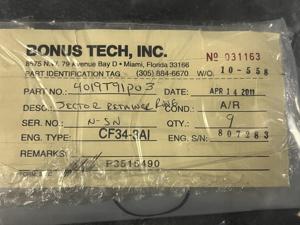 BONUS TECH, INC.
8575 N.W. 79 Avenue Bay D • Miami, Florida 33166
Nº 031163
PART IDENTIFICATION TAG (305) 884-6670 W/O. 10-558
PART NO.: 4019T91P03 DATE: APR 14 2011
DESC.: SECTOR RETAINER RING COND.: A/R
SER. NO.: N-SN QTY.: 9
ENG. TYPE: CF34-3A1 ENG. S/N: 807283
REMARKS:
P3516490